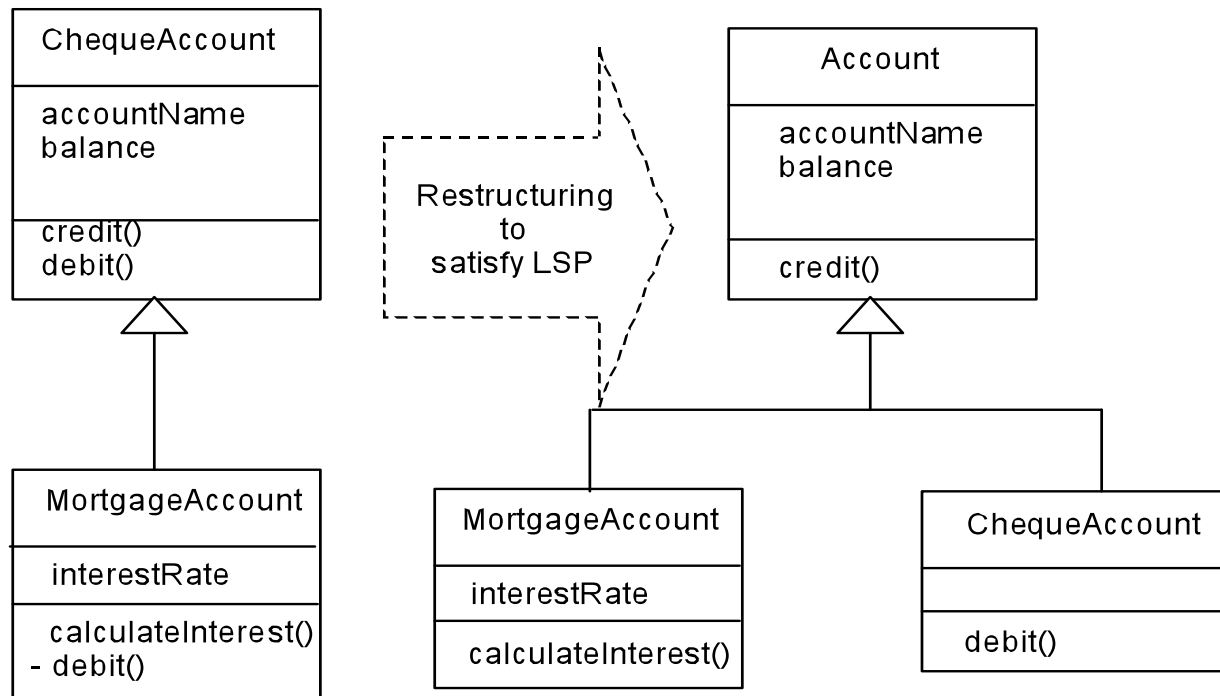 ChequeAccount
accountName
balance
credit()
debit()
MortgageAccount
interestRate
calculateInterest()
- debit()
Restructuring
to
satisfy LSP
Account
accountName
balance
credit()
MortgageAccount
interestRate
calculateInterest()
ChequeAccount
debit()